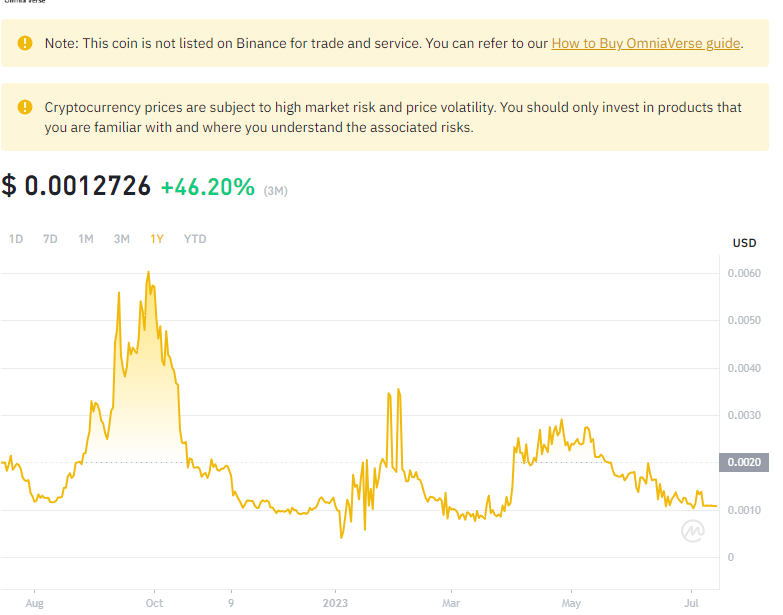 Omnia Verse
Note: This coin is not listed on Binance for trade and service. You can refer to our How to Buy OmniaVerse guide.
Cryptocurrency prices are subject to high market risk and price volatility. You should only invest in products that
you are familiar with and where you understand the associated risks.
$ 0.0012726 +46.20% (3M)
1D 7D 1M 3M 1Y YTD
USD
0.0060
0.0050
0.0040
0.0030
0.0020
0.0010
0
Aug Oct 9 2023 Mar May Jul